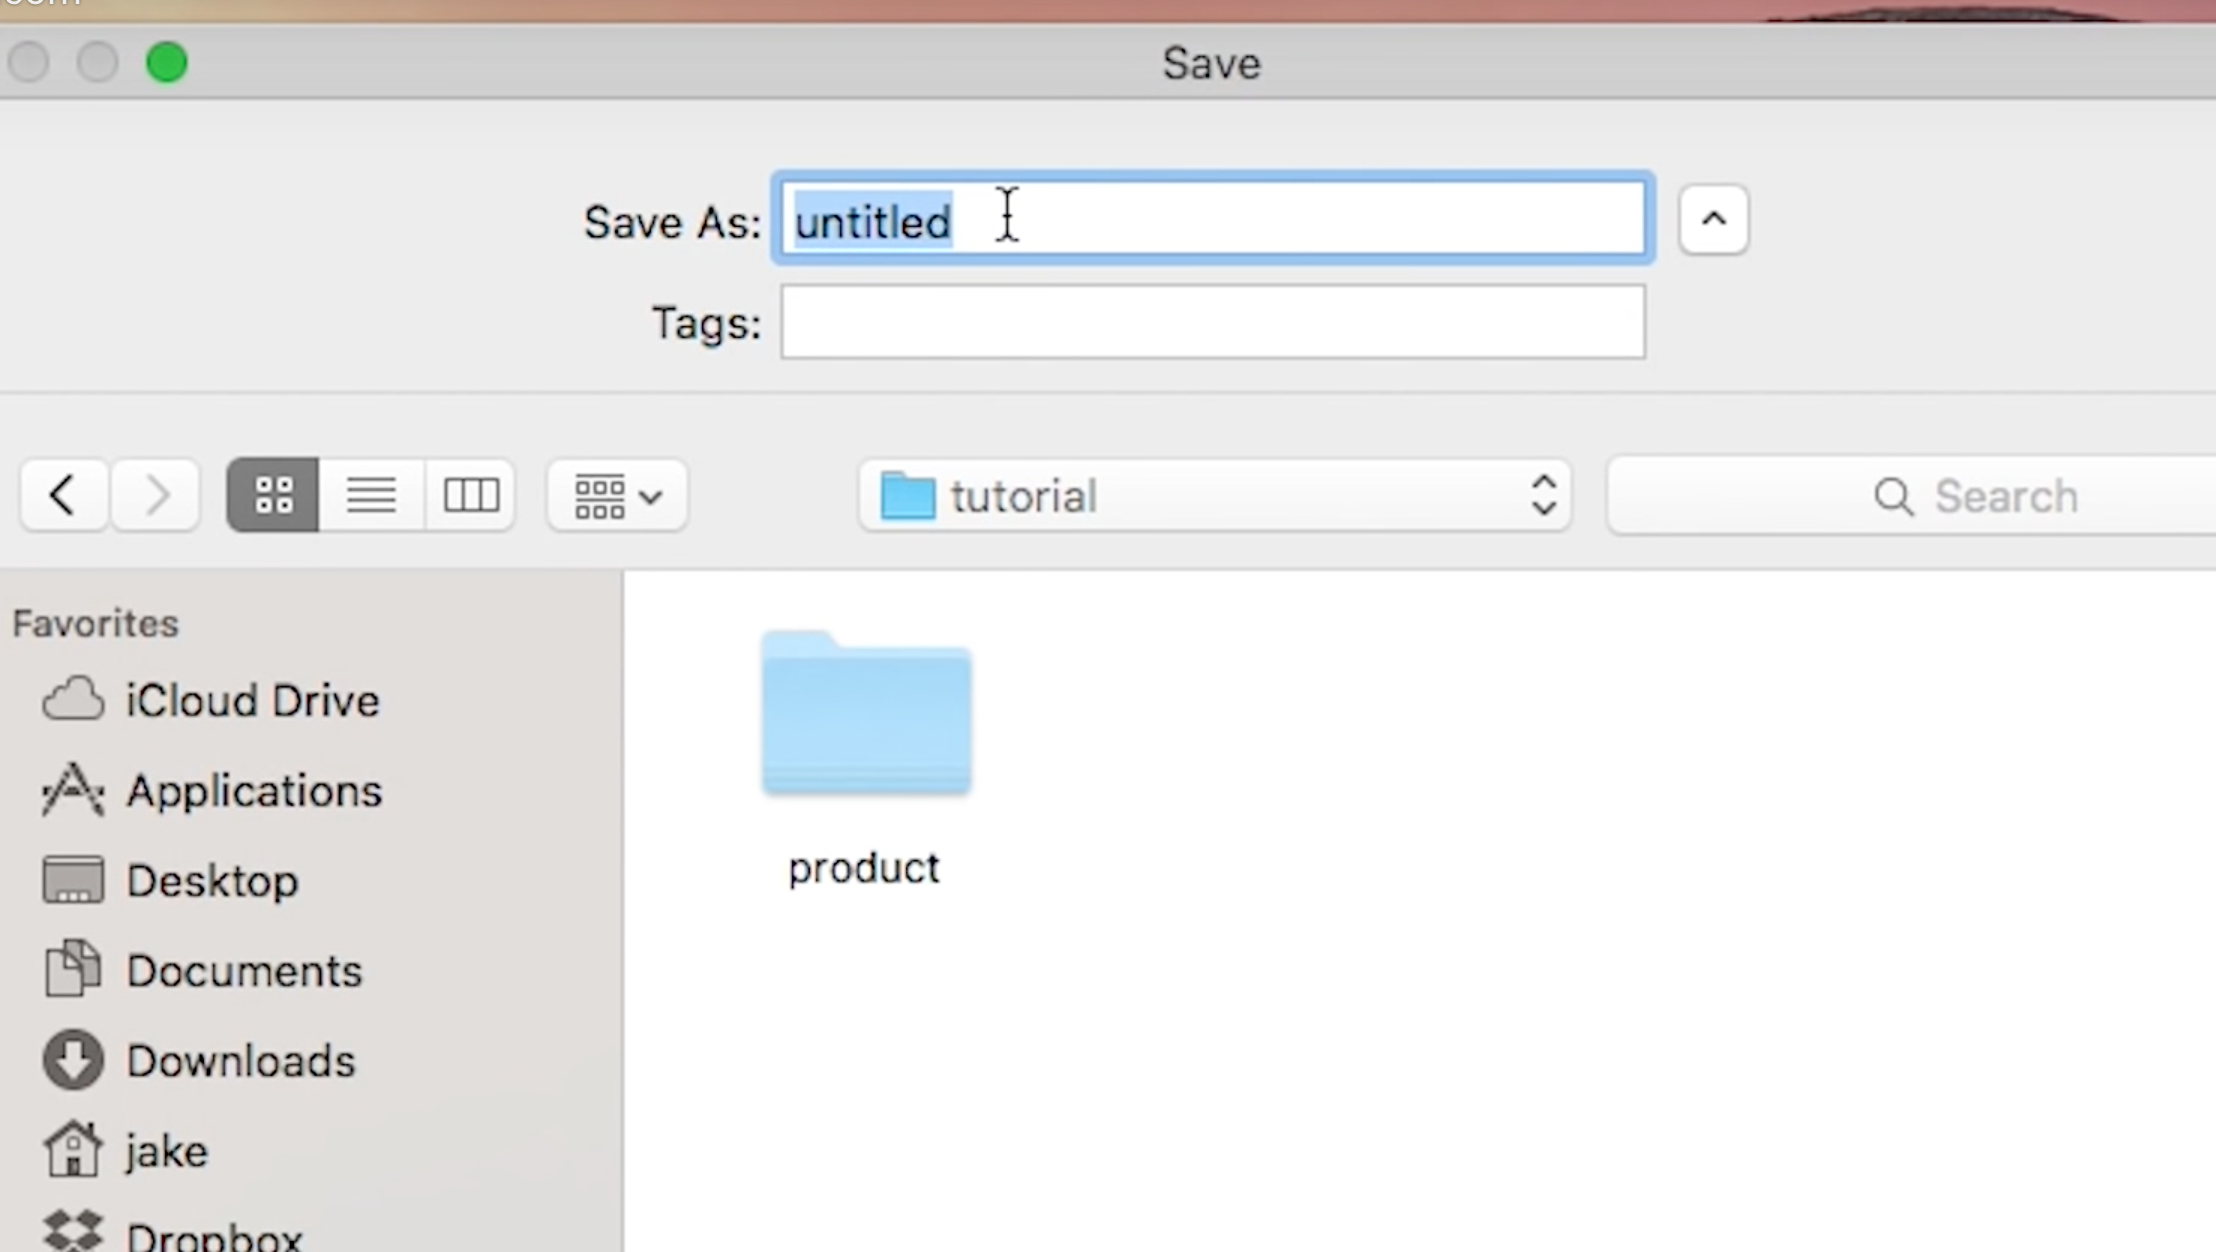 Save
Save As: untitled
Tags:
tutorial
Search
Favorites
iCloud Drive
product
Applications
Desktop
Documents
Downloads
jake
Dropbox